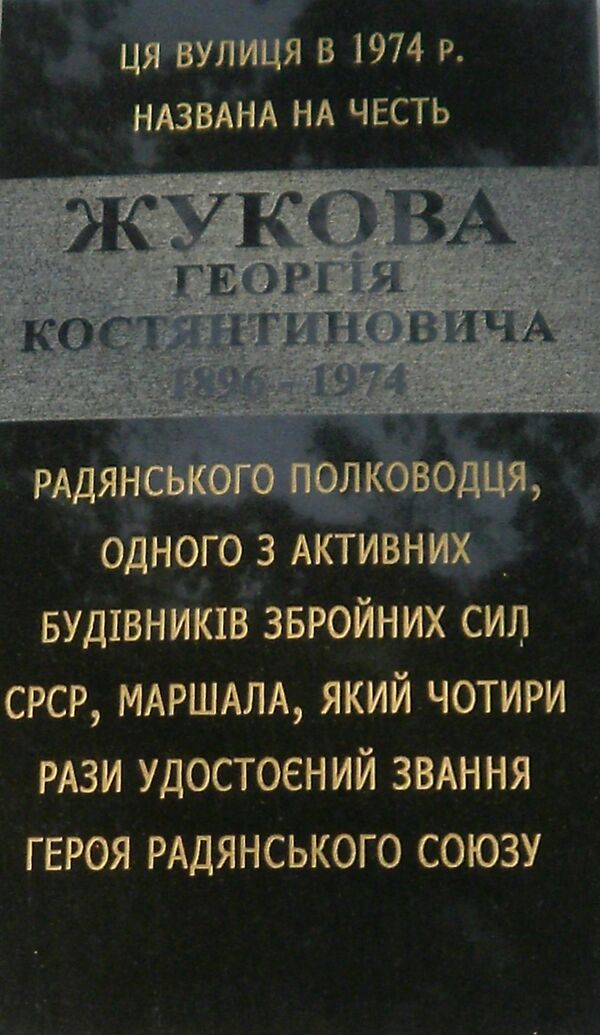 ЦЯ ВУЛИЦЯ В 1974 Р.
НАЗВАНА НА ЧЕСТЬ
ЖУКОВА
ГЕОРГІЯ
КОСТЯНТИНОВИЧА
1896 – 1974
РАДЯНСЬКОГО ПОЛКОВОДЦЯ,
ОДНОГО З АКТИВНИХ
БУДІВНИКІВ ЗБРОЙНИХ СИЛ
СРСР, МАРШАЛА, ЯКИЙ ЧОТИРИ
РАЗИ УДОСТОЄНИЙ ЗВАННЯ
ГЕРОЯ РАДЯНСЬКОГО СОЮЗУ